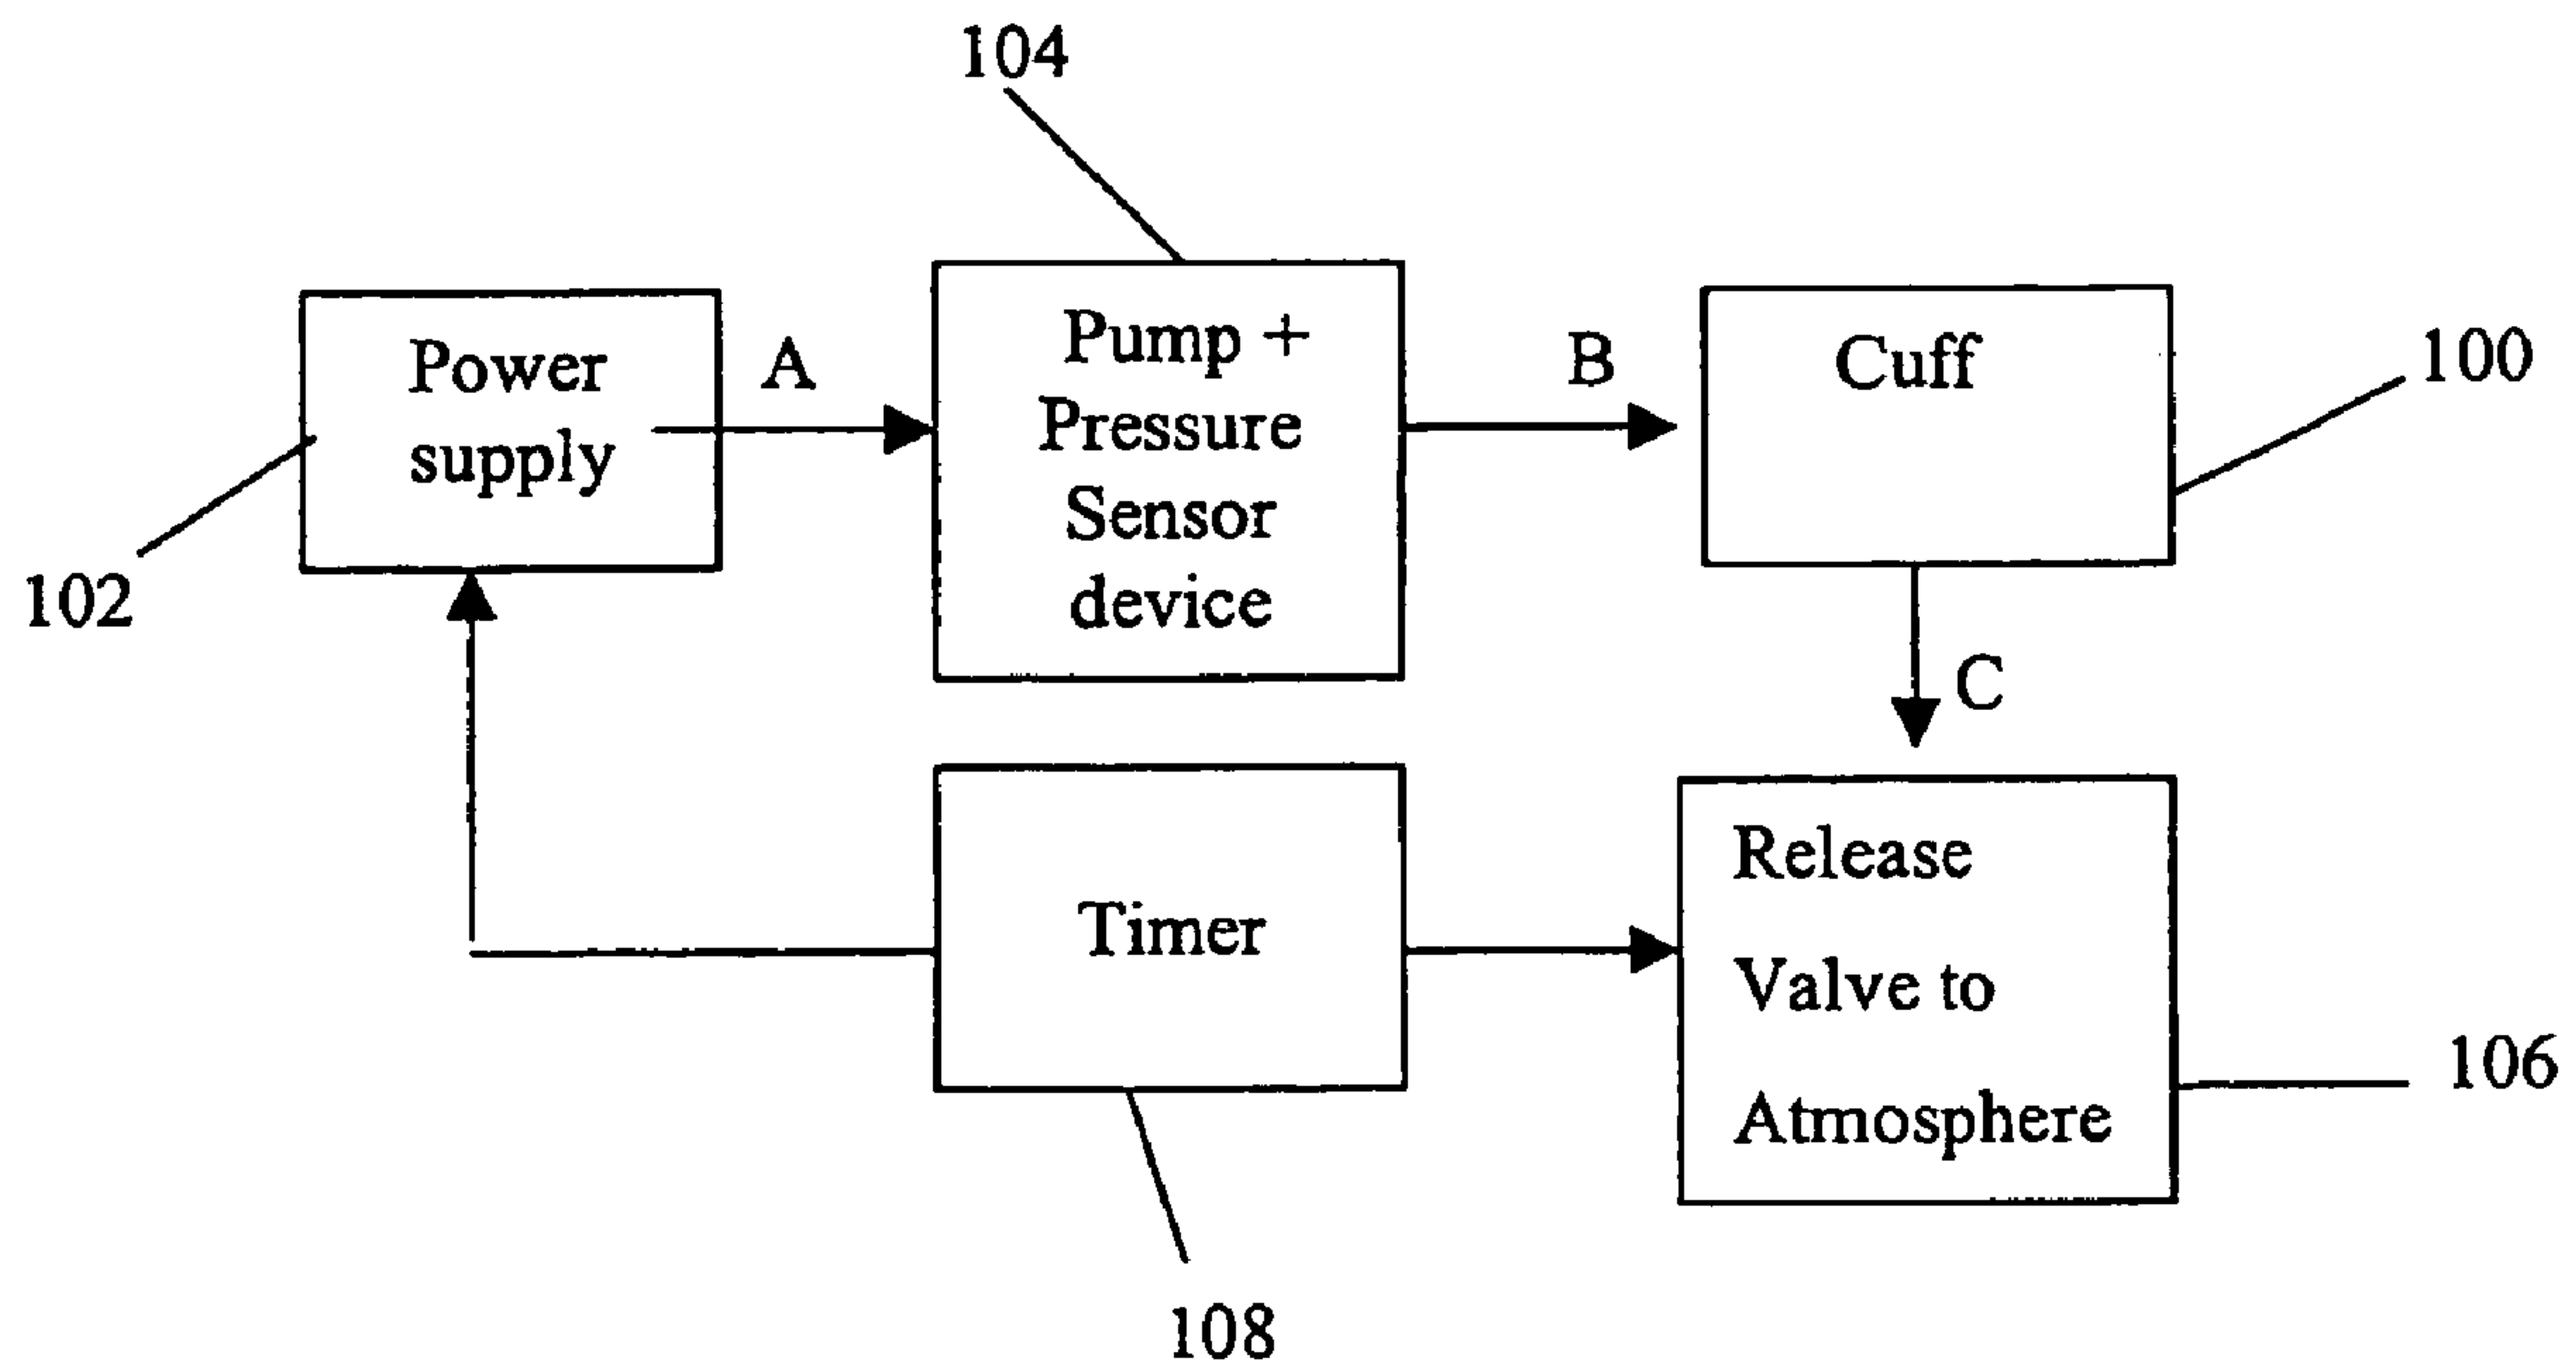 104
Power
supply
A
Pump +
Pressure
Sensor
device
B
Cuff
100
102
C
Timer
Release
Valve to
Atmosphere
106
108